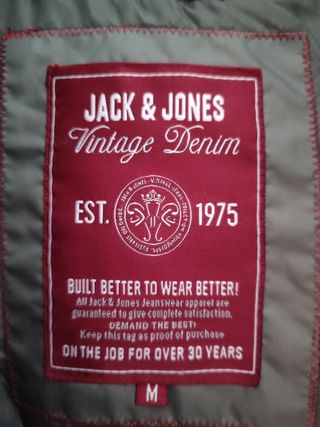 JACK & JONES
Vintage Denim
EST. 1975
BUILT BETTER TO WEAR BETTER!
All Jack & Jones Jeanswear apparel are
guaranteed to give complete satisfaction.
DEMAND THE BEST!
Keep this tag as proof of purchase
ON THE JOB FOR OVER 30 YEARS
M